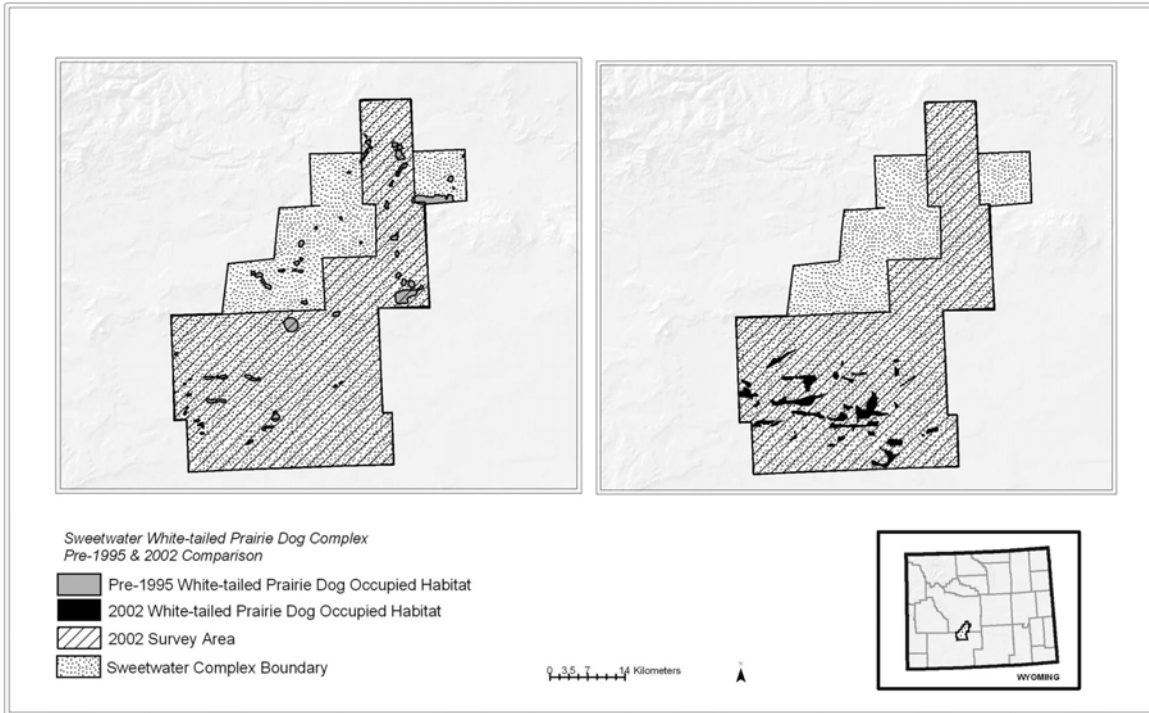 Sweetwater White-tailed Prairie Dog Complex
Pre-1995 & 2002 Comparison
Pre-1995 White-tailed Prairie Dog Occupied Habitat
2002 White-tailed Prairie Dog Occupied Habitat
2002 Survey Area
Sweetwater Complex Boundary
0 3.5 7 14 Kilometers
N
WYOMING